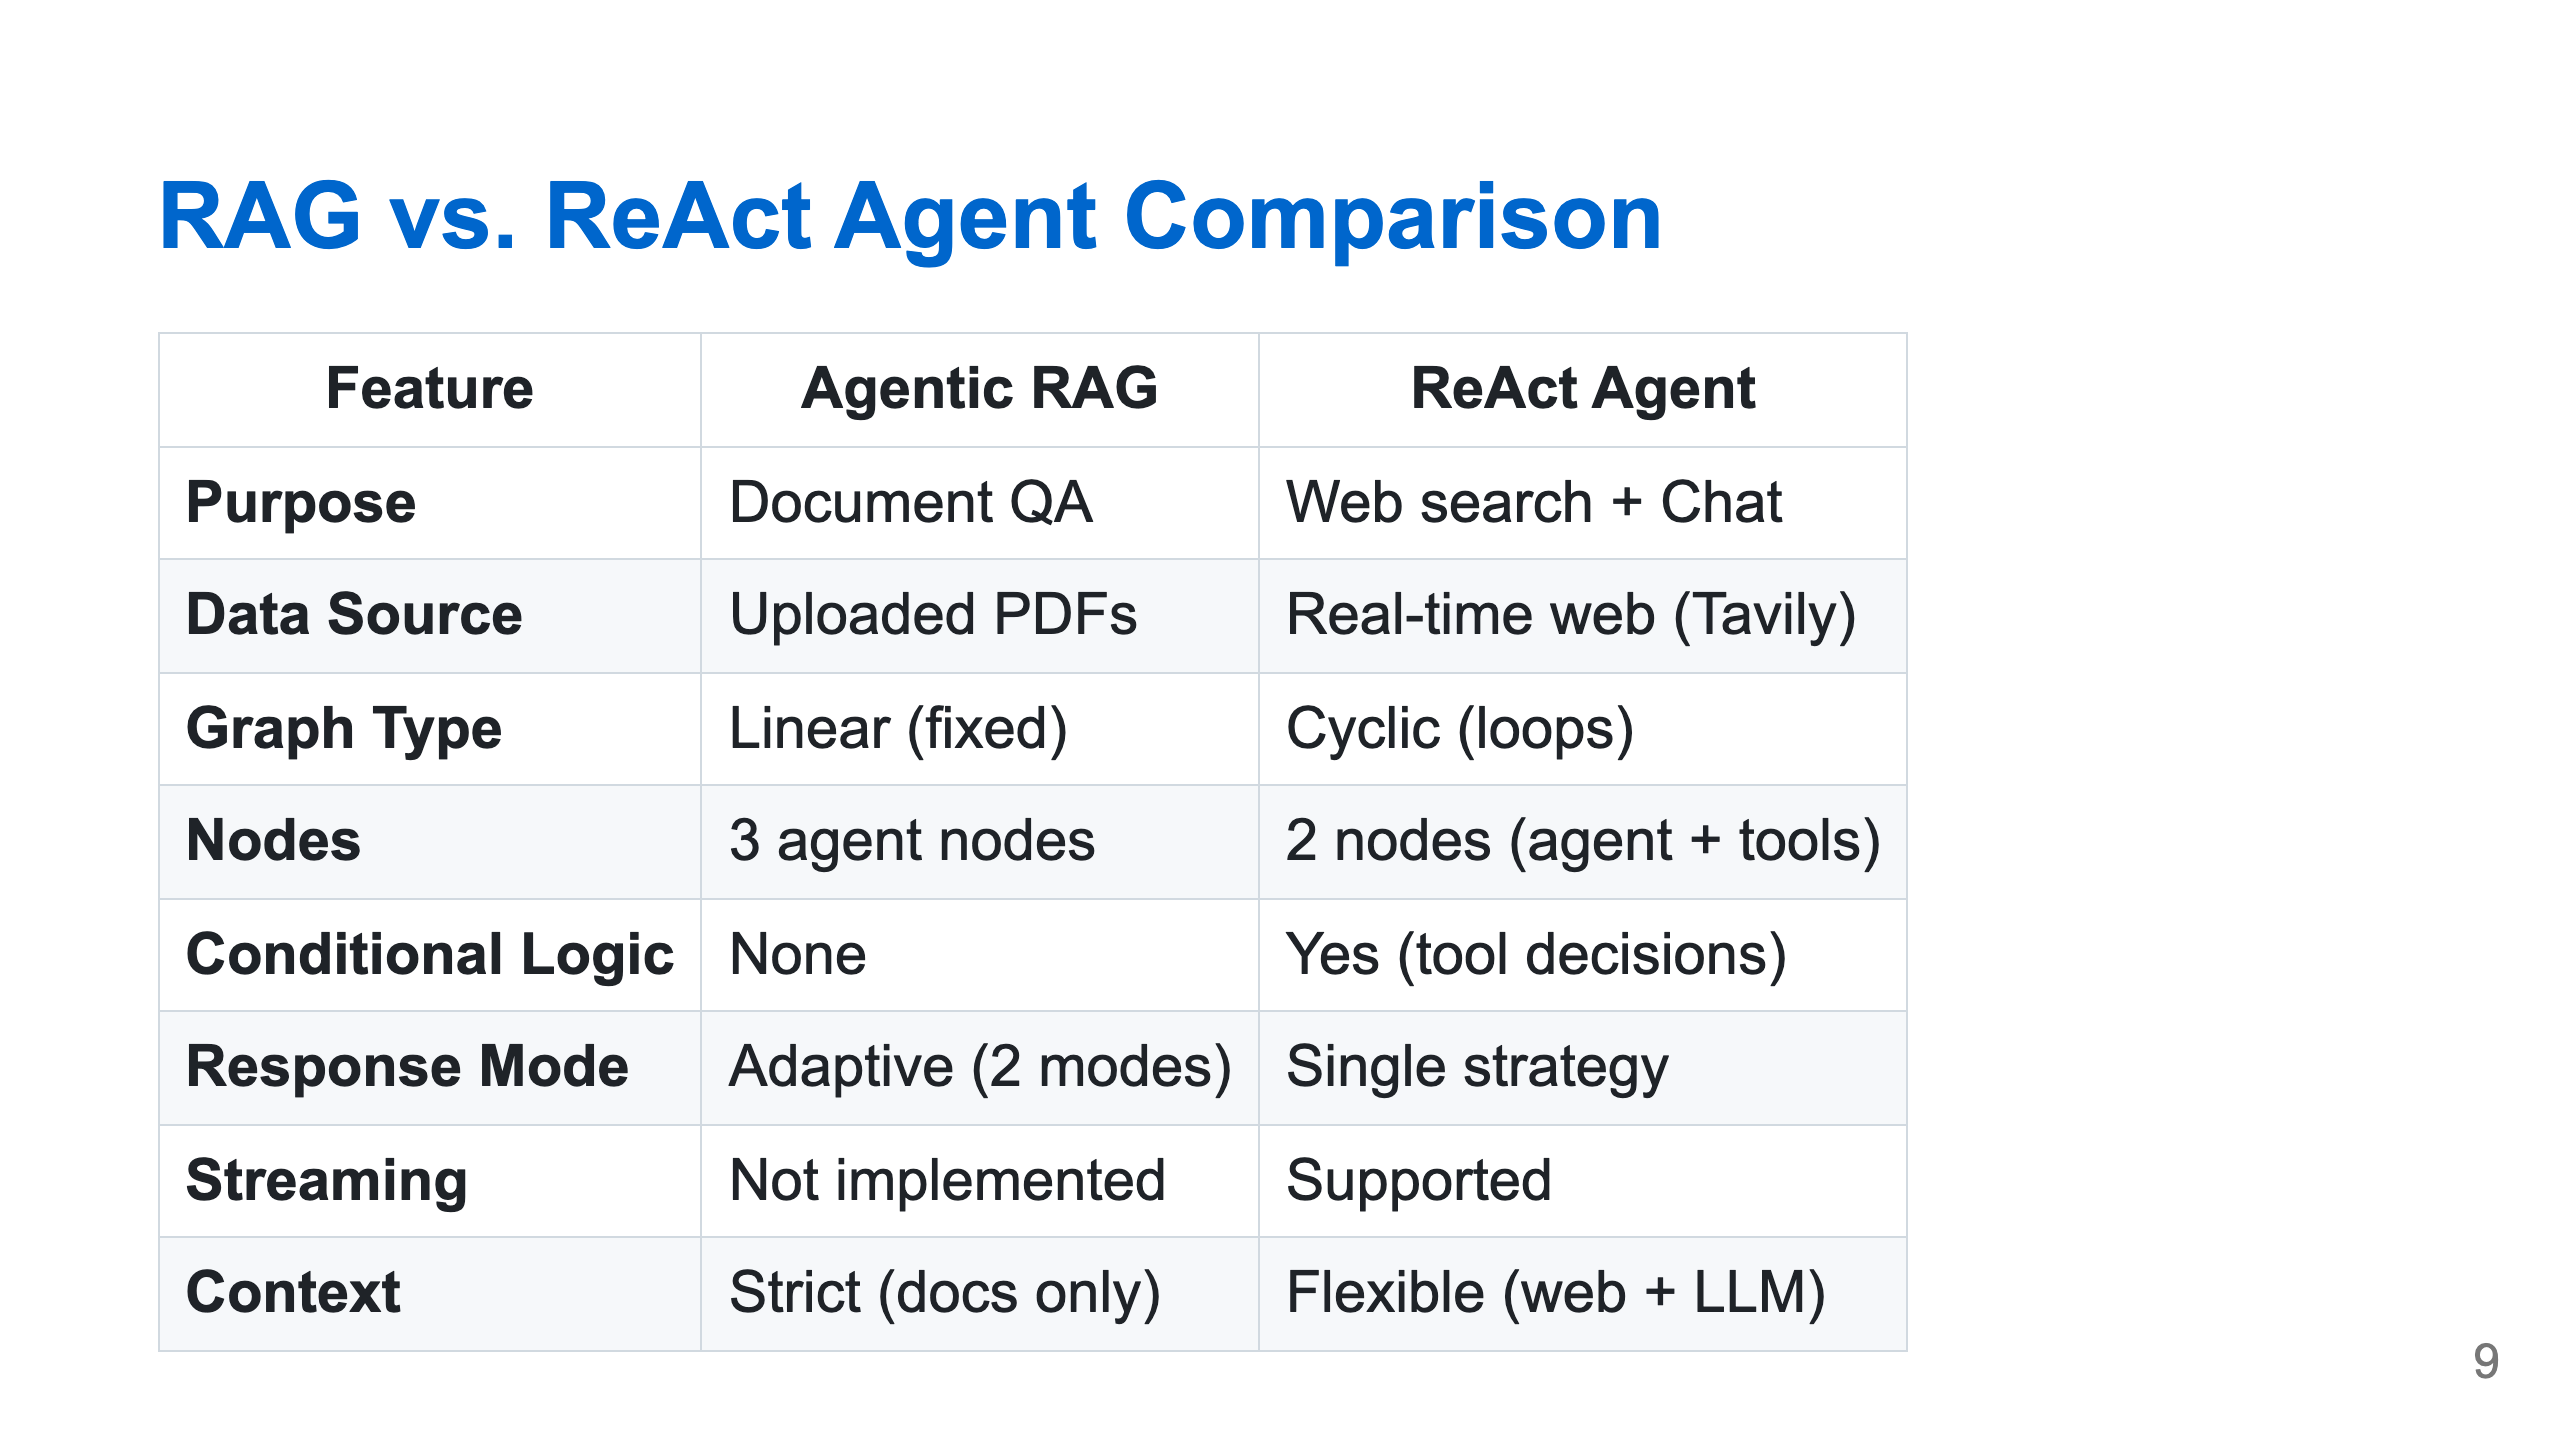 RAG vs. ReAct Agent Comparison
Feature Agentic RAG ReAct Agent
Purpose Document QA Web search + Chat
Data Source Uploaded PDFs Real-time web (Tavily)
Graph Type Linear (fixed) Cyclic (loops)
Nodes 3 agent nodes 2 nodes (agent + tools)
Conditional Logic None Yes (tool decisions)
Response Mode Adaptive (2 modes) Single strategy
Streaming Not implemented Supported
Context Strict (docs only) Flexible (web + LLM)
9